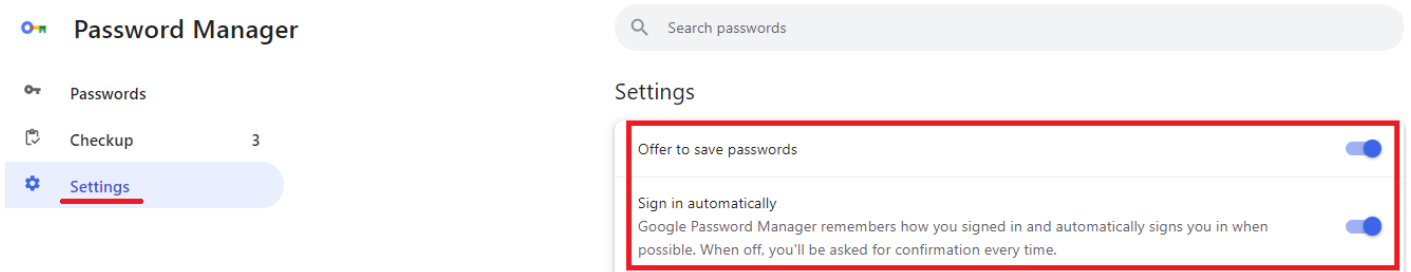 Password Manager
Search passwords
Passwords
Checkup 3
Settings
Settings
Offer to save passwords
Sign in automatically
Google Password Manager remembers how you signed in and automatically signs you in when
possible. When off, you'll be asked for confirmation every time.